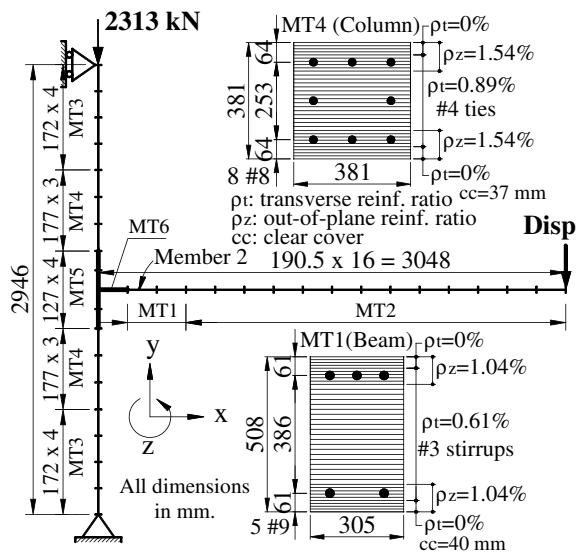 2313 kN
MT4 (Column)
ρt=0%
ρz=1.54%
ρt=0.89%
#4 ties
ρz=1.54%
ρt=0%
cc=37 mm
64
253
64
381
381
8 #8
ρt: transverse reinf. ratio
ρz: out-of-plane reinf. ratio
cc: clear cover
Disp
190.5 x 16 = 3048
MT6
Member 2
MT1
MT2
2946
172 x 4
MT3
177 x 3
MT4
127 x 4
MT5
177 x 3
MT4
172 x 4
MT3
y
x
z
All dimensions
in mm.
MT1(Beam)
ρt=0%
ρz=1.04%
ρt=0.61%
#3 stirrups
ρz=1.04%
ρt=0%
cc=40 mm
61
386
61
508
305
5 #9